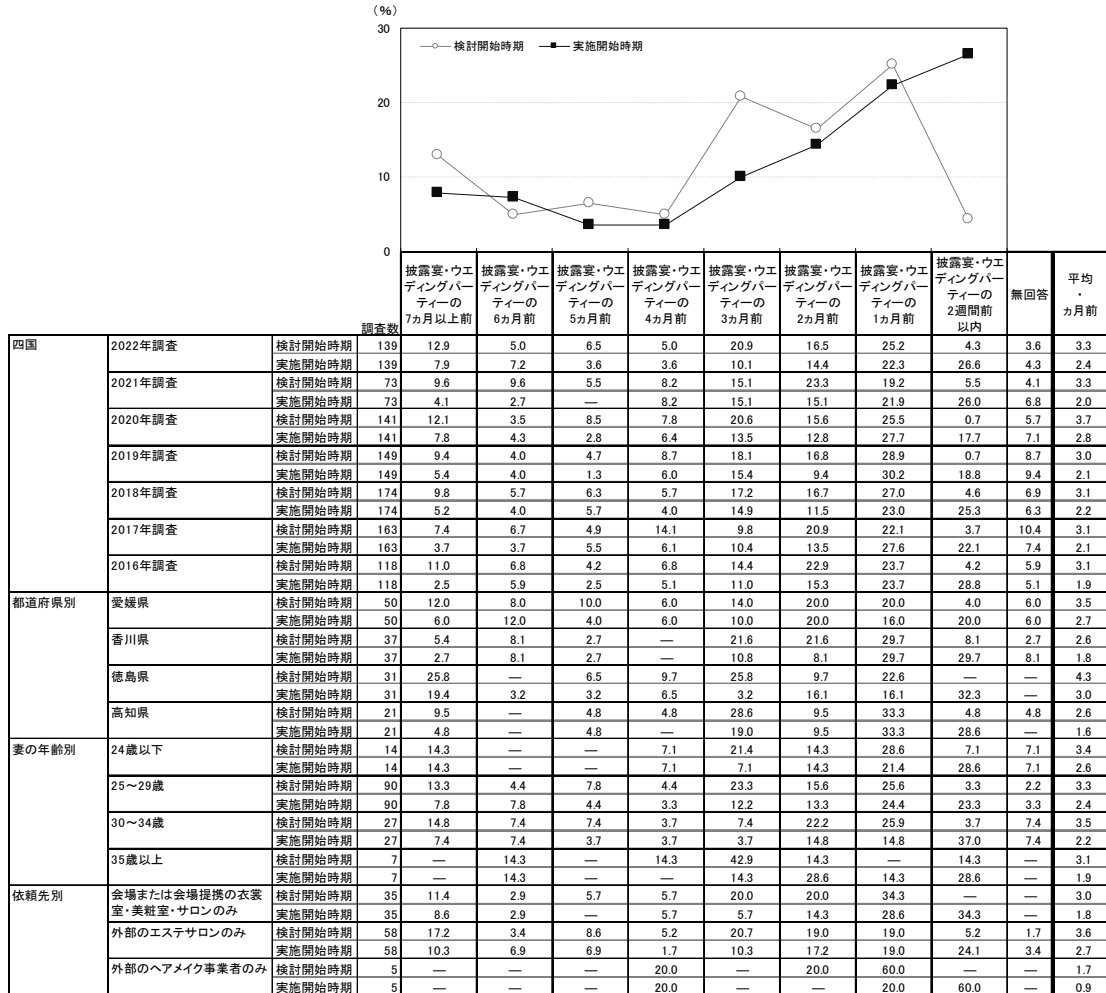 (%)
30
検討開始時期 実施開始時期
20
10
0
調査数 披露宴・ウエディングパーティーの7ヵ月以上前 披露宴・ウエディングパーティーの6ヵ月前 披露宴・ウエディングパーティーの5ヵ月前 披露宴・ウエディングパーティーの4ヵ月前 披露宴・ウエディングパーティーの3ヵ月前 披露宴・ウエディングパーティーの2ヵ月前 披露宴・ウエディングパーティーの1ヵ月前 披露宴・ウエディングパーティーの2週間前以内 無回答 平均・ヵ月前
四国 2022年調査 検討開始時期 139 12.9 5.0 6.5 5.0 20.9 16.5 25.2 4.3 3.6 3.3
実施開始時期 139 7.9 7.2 3.6 3.6 10.1 14.4 22.3 26.6 4.3 2.4
2021年調査 検討開始時期 73 9.6 9.6 5.5 8.2 15.1 23.3 19.2 5.5 4.1 3.3
実施開始時期 73 4.1 2.7 — 8.2 15.1 15.1 21.9 26.0 6.8 2.0
2020年調査 検討開始時期 141 12.1 3.5 8.5 7.8 20.6 15.6 25.5 0.7 5.7 3.7
実施開始時期 141 7.8 4.3 2.8 6.4 13.5 12.8 27.7 17.7 7.1 2.8
2019年調査 検討開始時期 149 9.4 4.0 4.7 8.7 18.1 16.8 28.9 0.7 8.7 3.0
実施開始時期 149 5.4 4.0 1.3 6.0 15.4 9.4 30.2 18.8 9.4 2.1
2018年調査 検討開始時期 174 9.8 5.7 6.3 5.7 17.2 16.7 27.0 4.6 6.9 3.1
実施開始時期 174 5.2 4.0 5.7 4.0 14.9 11.5 23.0 25.3 6.3 2.2
2017年調査 検討開始時期 163 7.4 6.7 4.9 14.1 9.8 20.9 22.1 3.7 10.4 3.1
実施開始時期 163 3.7 3.7 5.5 6.1 10.4 13.5 27.6 22.1 7.4 2.1
2016年調査 検討開始時期 118 11.0 6.8 4.2 6.8 14.4 22.9 23.7 4.2 5.9 3.1
実施開始時期 118 2.5 5.9 2.5 5.1 11.0 15.3 23.7 28.8 5.1 1.9
都道府県別 愛媛県 検討開始時期 50 12.0 8.0 10.0 6.0 14.0 20.0 20.0 4.0 6.0 3.5
実施開始時期 50 6.0 12.0 4.0 6.0 10.0 20.0 16.0 20.0 6.0 2.7
香川県 検討開始時期 37 5.4 8.1 2.7 — 21.6 21.6 29.7 8.1 2.7 2.6
実施開始時期 37 2.7 8.1 2.7 — 10.8 8.1 29.7 29.7 8.1 1.8
徳島県 検討開始時期 31 25.8 — 6.5 9.7 25.8 9.7 22.6 — — 4.3
実施開始時期 31 19.4 3.2 3.2 6.5 3.2 16.1 16.1 32.3 — 3.0
高知県 検討開始時期 21 9.5 — 4.8 4.8 28.6 9.5 33.3 4.8 4.8 2.6
実施開始時期 21 4.8 — 4.8 — 19.0 9.5 33.3 28.6 — 1.6
妻の年齢別 24歳以下 検討開始時期 14 14.3 — — 7.1 21.4 14.3 28.6 7.1 7.1 3.4
実施開始時期 14 14.3 — — 7.1 7.1 14.3 21.4 28.6 7.1 2.6
25～29歳 検討開始時期 90 13.3 4.4 7.8 4.4 23.3 15.6 25.6 3.3 2.2 3.3
実施開始時期 90 7.8 7.8 4.4 3.3 12.2 13.3 24.4 23.3 3.3 2.4
30～34歳 検討開始時期 27 14.8 7.4 7.4 3.7 7.4 22.2 25.9 3.7 7.4 3.5
実施開始時期 27 7.4 7.4 3.7 3.7 3.7 14.8 14.8 37.0 7.4 2.2
35歳以上 検討開始時期 7 — 14.3 — 14.3 42.9 14.3 — 14.3 — 3.1
実施開始時期 7 — 14.3 — — 14.3 28.6 14.3 28.6 — 1.9
依頼先別 会場または会場提携の衣裳室・美粧室・サロンのみ 検討開始時期 35 11.4 2.9 5.7 5.7 20.0 20.0 34.3 — — 3.0
実施開始時期 35 8.6 2.9 — 5.7 5.7 14.3 28.6 34.3 — 1.8
外部のエステサロンのみ 検討開始時期 58 17.2 3.4 8.6 5.2 20.7 19.0 19.0 5.2 1.7 3.6
実施開始時期 58 10.3 6.9 6.9 1.7 10.3 17.2 19.0 24.1 3.4 2.7
外部のヘアメイク事業者のみ 検討開始時期 5 — — — 20.0 — 20.0 60.0 — — 1.7
実施開始時期 5 — — — 20.0 — — 20.0 60.0 — 0.9